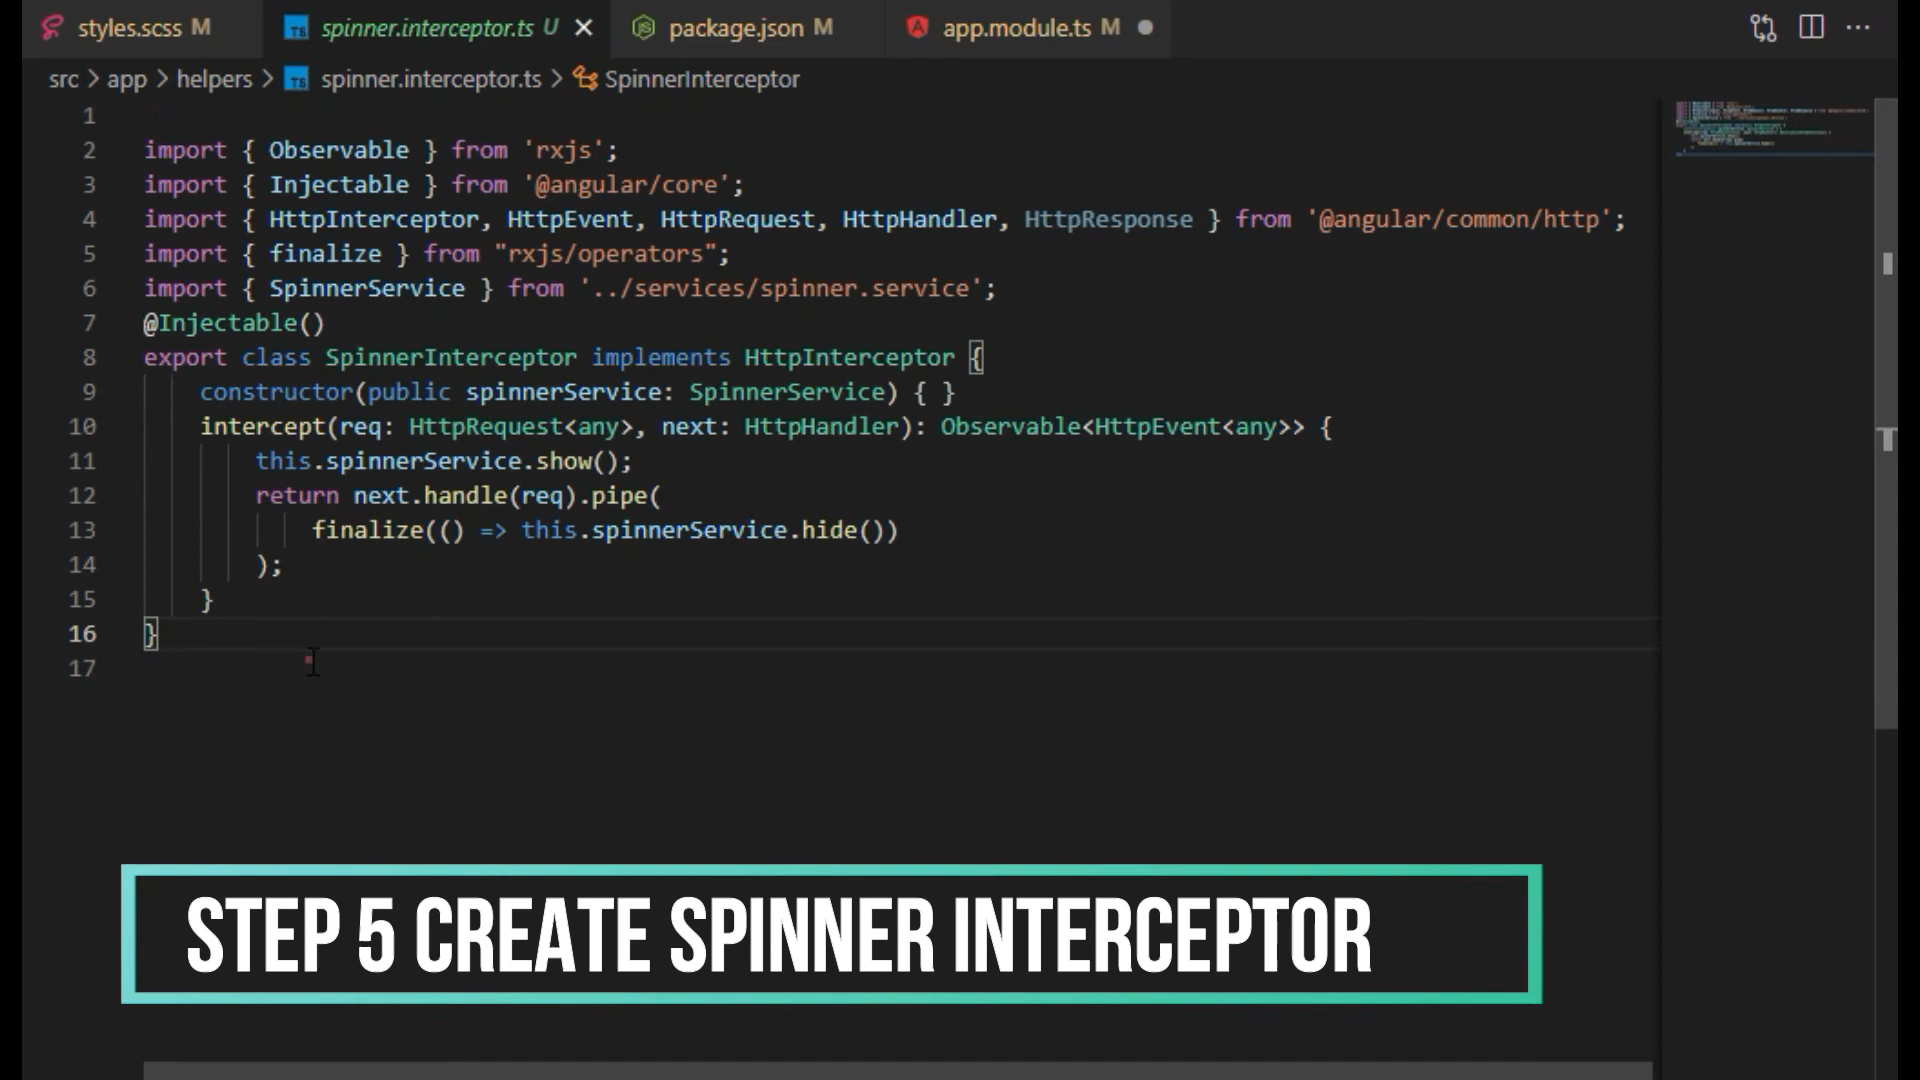 styles.scss M
spinner.interceptor.ts U
package.json M
app.module.ts M
src > app > helpers > spinner.interceptor.ts > SpinnerInterceptor
1
2 import { Observable } from 'rxjs';
3 import { Injectable } from '@angular/core';
4 import { HttpInterceptor, HttpEvent, HttpRequest, HttpHandler, HttpResponse } from '@angular/common/http';
5 import { finalize } from "rxjs/operators";
6 import { SpinnerService } from '../services/spinner.service';
7 @Injectable()
8 export class SpinnerInterceptor implements HttpInterceptor {
9 constructor(public spinnerService: SpinnerService) { }
10 intercept(req: HttpRequest<any>, next: HttpHandler): Observable<HttpEvent<any>> {
11 this.spinnerService.show();
12 return next.handle(req).pipe(
13 finalize(() => this.spinnerService.hide())
14 );
15 }
16 }
17
STEP 5 CREATE SPINNER INTERCEPTOR